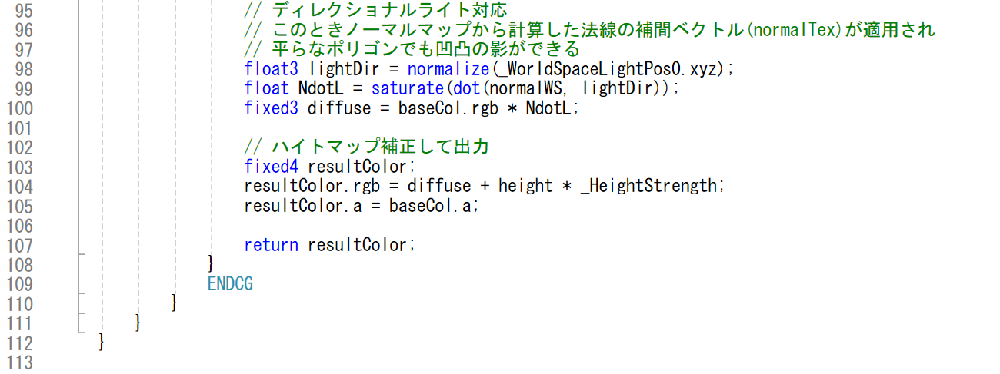 95 // ディレクショナルライト対応
96 // このときノーマルマップから計算した法線の補間ベクトル(normalTex)が適用され
97 // 平らなポリゴンでも凹凸の影ができる
98 float3 lightDir = normalize(_WorldSpaceLightPos0.xyz);
99 float NdotL = saturate(dot(normalWS, lightDir));
100 fixed3 diffuse = baseCol.rgb * NdotL;
101
102 // ハイトマップ補正して出力
103 fixed4 resultColor;
104 resultColor.rgb = diffuse + height * _HeightStrength;
105 resultColor.a = baseCol.a;
106
107 return resultColor;
108 }
109 ENDCG
110 }
111 }
112 }
113